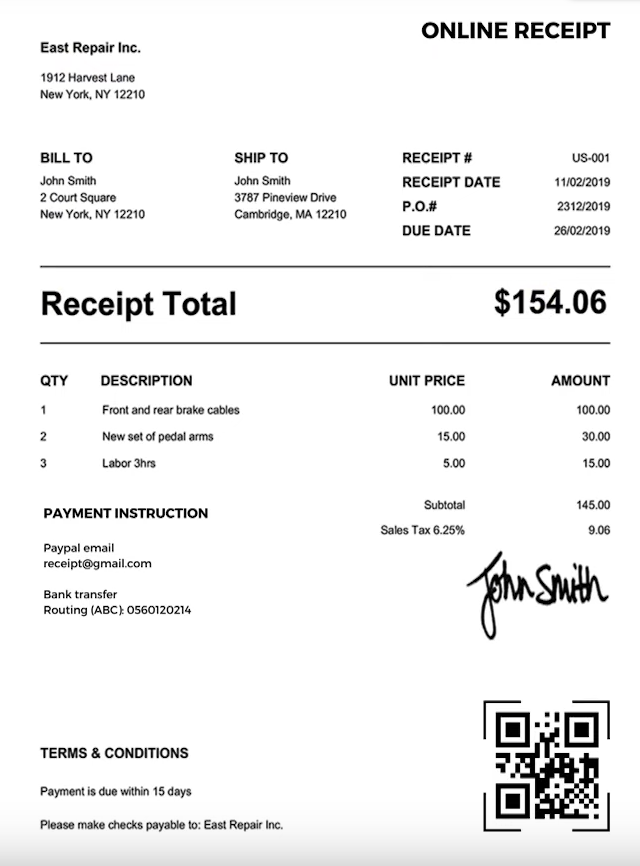 ONLINE RECEIPT
East Repair Inc.
1912 Harvest Lane
New York, NY 12210
BILL TO
John Smith
2 Court Square
New York, NY 12210
SHIP TO
John Smith
3787 Pineview Drive
Cambridge, MA 12210
RECEIPT # US-001
RECEIPT DATE 11/02/2019
P.O.# 2312/2019
DUE DATE 26/02/2019
Receipt Total $154.06
QTY DESCRIPTION UNIT PRICE AMOUNT
1 Front and rear brake cables 100.00 100.00
2 New set of pedal arms 15.00 30.00
3 Labor 3hrs 5.00 15.00
Subtotal 145.00
Sales Tax 6.25% 9.06
PAYMENT INSTRUCTION
Paypal email
receipt@gmail.com
Bank transfer
Routing (ABC): 0560120214
John Smith
TERMS & CONDITIONS
Payment is due within 15 days
Please make checks payable to: East Repair Inc.